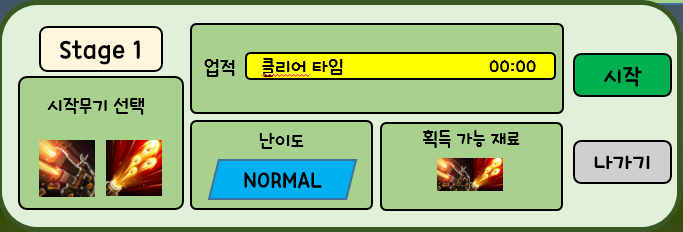 Stage 1
시작무기 선택
업적
클리어 타임 00:00
난이도
NORMAL
획득 가능 재료
시작
나가기